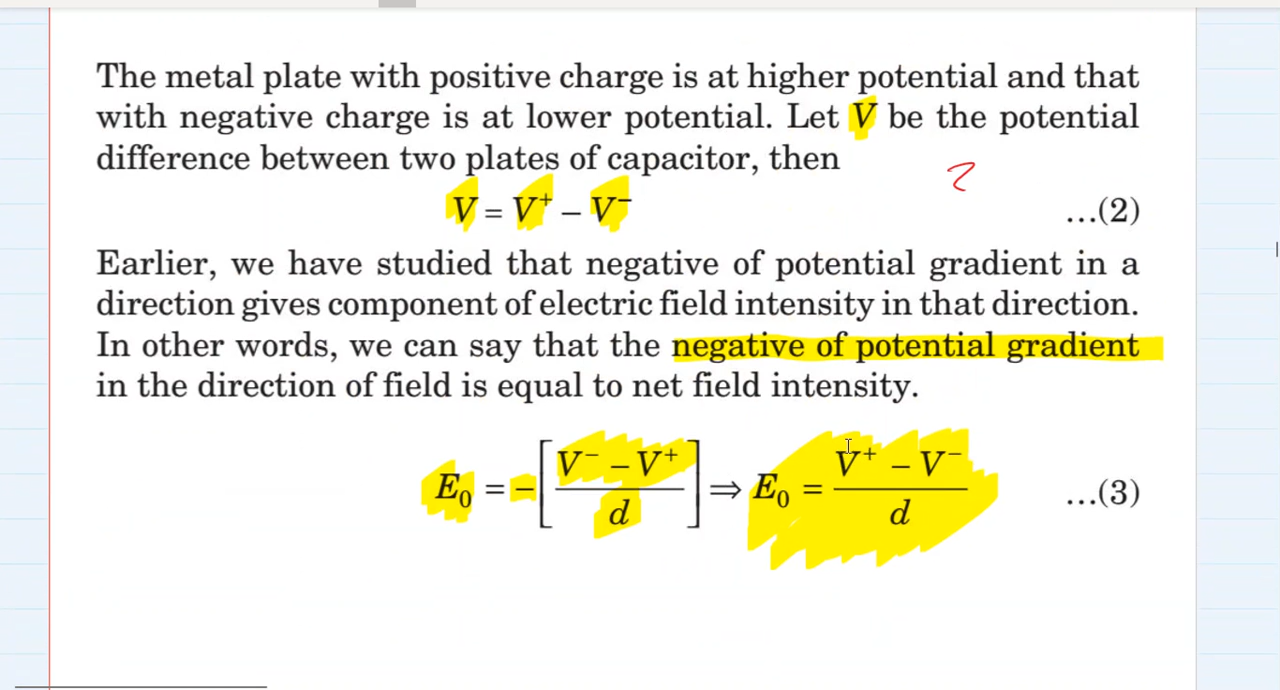 The metal plate with positive charge is at higher potential and that
with negative charge is at lower potential. Let V be the potential
difference between two plates of capacitor, then
V = V⁺ – V⁻ ...(2)
Earlier, we have studied that negative of potential gradient in a
direction gives component of electric field intensity in that direction.
In other words, we can say that the negative of potential gradient
in the direction of field is equal to net field intensity.
E₀ = –[(V⁻ – V⁺)/d] ⇒ E₀ = (V⁺ – V⁻)/d ...(3)